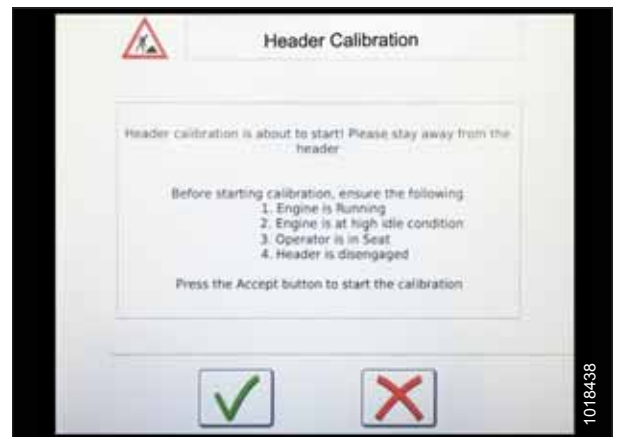 Header Calibration
Header calibration is about to start! Please stay away from the
header
Before starting calibration, ensure the following
1. Engine is Running
2. Engine is at high idle condition
3. Operator is in Seat
4. Header is disengaged
Press the Accept button to start the calibration
1018438